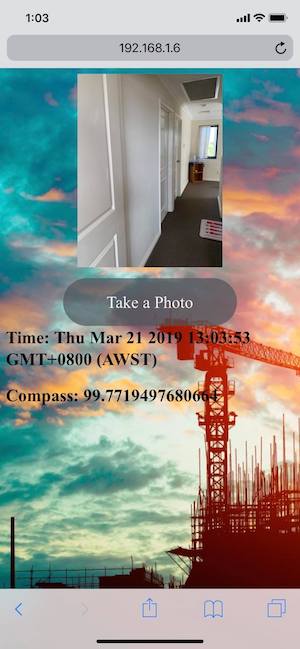 1:03
192.168.1.6
Take a Photo
Time: Thu Mar 21 2019 13:03:53
GMT+0800 (AWST)
Compass: 99.7719497680664